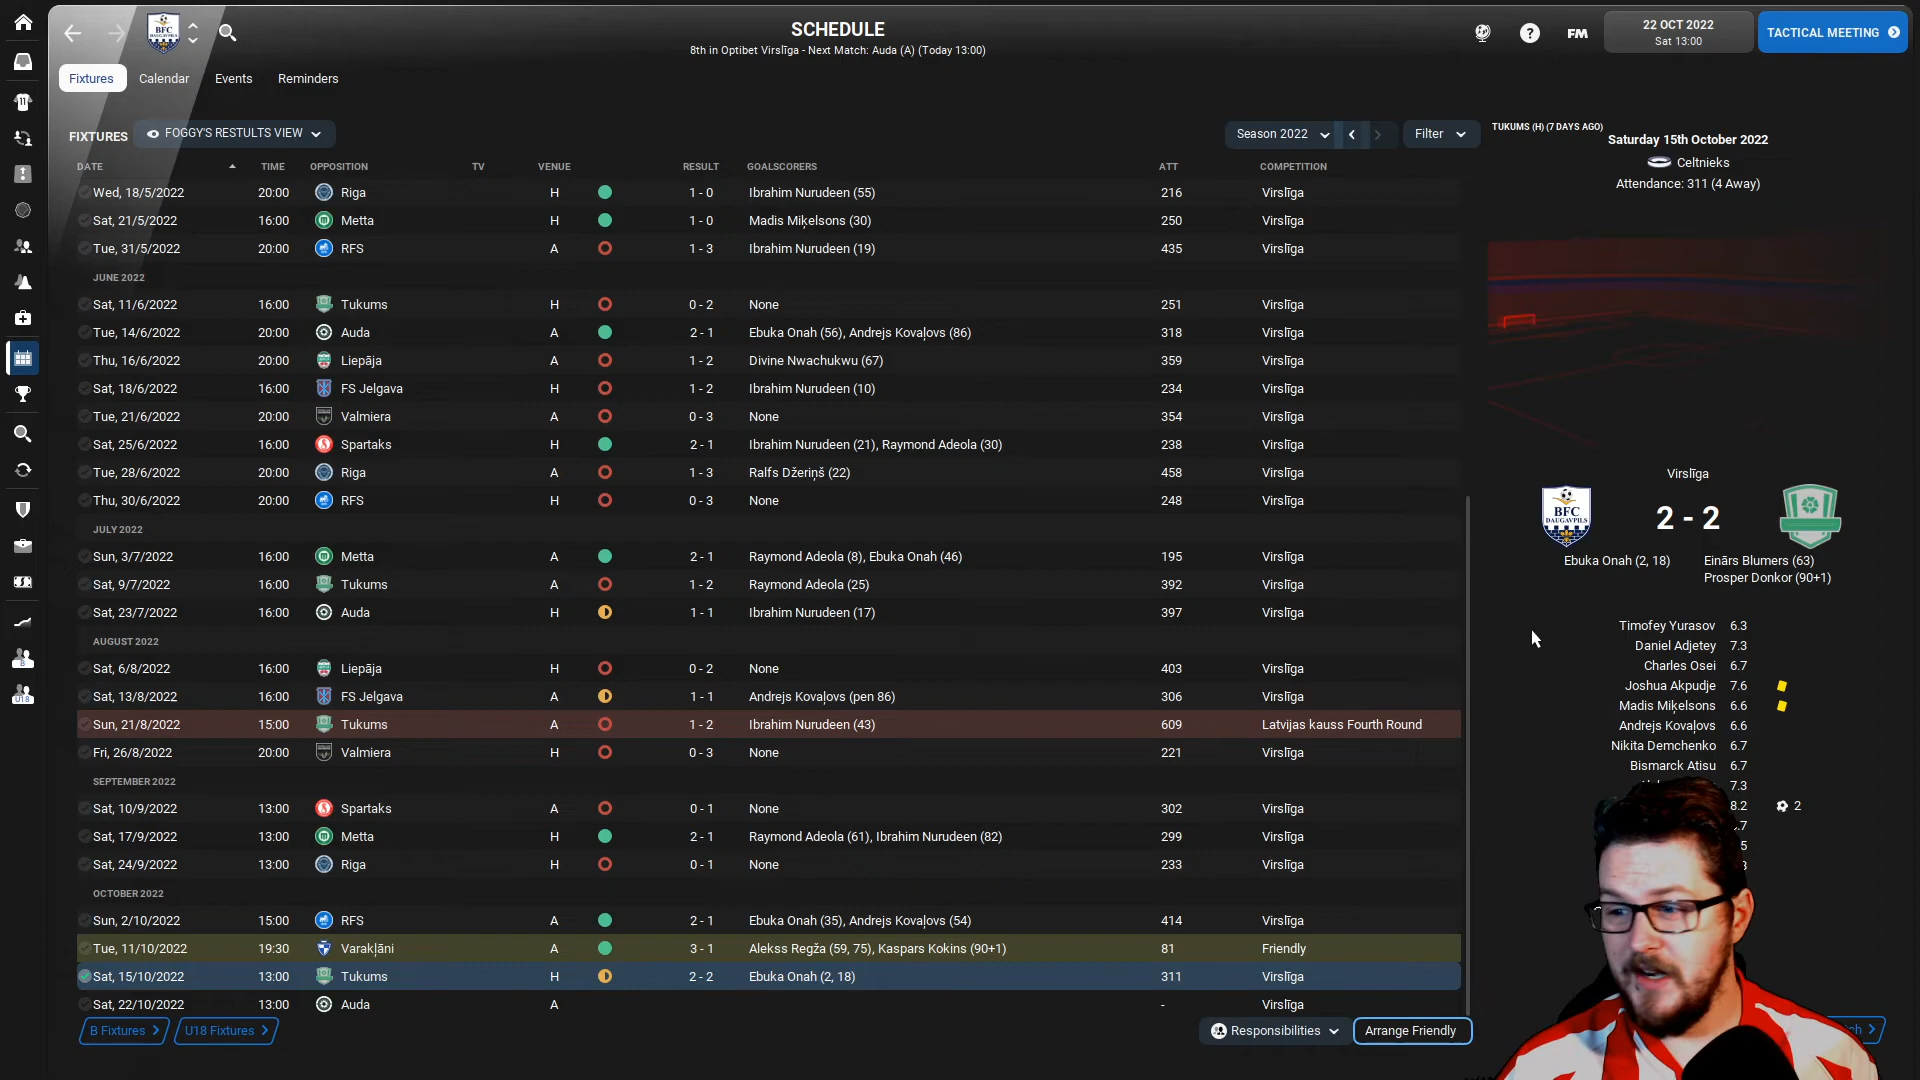 SCHEDULE
8th in Optibet Virslīga - Next Match: Auda (A) (Today 13:00)
FM
22 OCT 2022
Sat 13:00
TACTICAL MEETING
Fixtures Calendar Events Reminders
FIXTURES FOGGY'S RESTULTS VIEW Season 2022 Filter
DATE TIME OPPOSITION TV VENUE RESULT GOALSCORERS ATT COMPETITION
Wed, 18/5/2022 20:00 Riga H 1 - 0 Ibrahim Nurudeen (55) 216 Virslīga
Sat, 21/5/2022 16:00 Metta H 1 - 0 Madis Miķelsons (30) 250 Virslīga
Tue, 31/5/2022 20:00 RFS A 1 - 3 Ibrahim Nurudeen (19) 435 Virslīga
JUNE 2022
Sat, 11/6/2022 16:00 Tukums H 0 - 2 None 251 Virslīga
Tue, 14/6/2022 20:00 Auda A 2 - 1 Ebuka Onah (56), Andrejs Kovaļovs (86) 318 Virslīga
Thu, 16/6/2022 20:00 Liepāja A 1 - 2 Divine Nwachukwu (67) 359 Virslīga
Sat, 18/6/2022 16:00 FS Jelgava H 1 - 2 Ibrahim Nurudeen (10) 234 Virslīga
Tue, 21/6/2022 20:00 Valmiera A 0 - 3 None 354 Virslīga
Sat, 25/6/2022 16:00 Spartaks H 2 - 1 Ibrahim Nurudeen (21), Raymond Adeola (30) 238 Virslīga
Tue, 28/6/2022 20:00 Riga A 1 - 3 Ralfs Džeriņš (22) 458 Virslīga
Thu, 30/6/2022 20:00 RFS H 0 - 3 None 248 Virslīga
JULY 2022
Sun, 3/7/2022 16:00 Metta A 2 - 1 Raymond Adeola (8), Ebuka Onah (46) 195 Virslīga
Sat, 9/7/2022 16:00 Tukums A 1 - 2 Raymond Adeola (25) 392 Virslīga
Sat, 23/7/2022 16:00 Auda H 1 - 1 Ibrahim Nurudeen (17) 397 Virslīga
AUGUST 2022
Sat, 6/8/2022 16:00 Liepāja H 0 - 2 None 403 Virslīga
Sat, 13/8/2022 16:00 FS Jelgava A 1 - 1 Andrejs Kovaļovs (pen 86) 306 Virslīga
Sun, 21/8/2022 15:00 Tukums A 1 - 2 Ibrahim Nurudeen (43) 609 Latvijas kauss Fourth Round
Fri, 26/8/2022 20:00 Valmiera A 0 - 3 None 221 Virslīga
SEPTEMBER 2022
Sat, 10/9/2022 13:00 Spartaks A 0 - 1 None 302 Virslīga
Sat, 17/9/2022 13:00 Metta H 2 - 1 Raymond Adeola (61), Ibrahim Nurudeen (82) 299 Virslīga
Sat, 24/9/2022 13:00 Riga H 0 - 1 None 233 Virslīga
OCTOBER 2022
Sun, 2/10/2022 15:00 RFS A 2 - 1 Ebuka Onah (35), Andrejs Kovaļovs (54) 414 Virslīga
Tue, 11/10/2022 19:30 Varakļāni A 3 - 1 Alekss Regža (59, 75), Kaspars Kokins (90+1) 81 Friendly
Sat, 15/10/2022 13:00 Tukums H 2 - 2 Ebuka Onah (2, 18) 311 Virslīga
Sat, 22/10/2022 13:00 Auda A - Virslīga
B Fixtures U18 Fixtures Responsibilities Arrange Friendly
TUKUMS (H) (7 DAYS AGO)
Saturday 15th October 2022
Celtnieks
Attendance: 311 (4 Away)
Virslīga
BFC
DAUGAVPILS
2 - 2
Ebuka Onah (2, 18) Einārs Blumers (63)
Prosper Donkor (90+1)
Timofey Yurasov 6.3
Daniel Adjetey 7.3
Charles Osei 6.7
Joshua Akpudje 7.6
Madis Miķelsons 6.6
Andrejs Kovaļovs 6.6
Nikita Demchenko 6.7
Bismarck Atisu 6.7
7.3
8.2 2